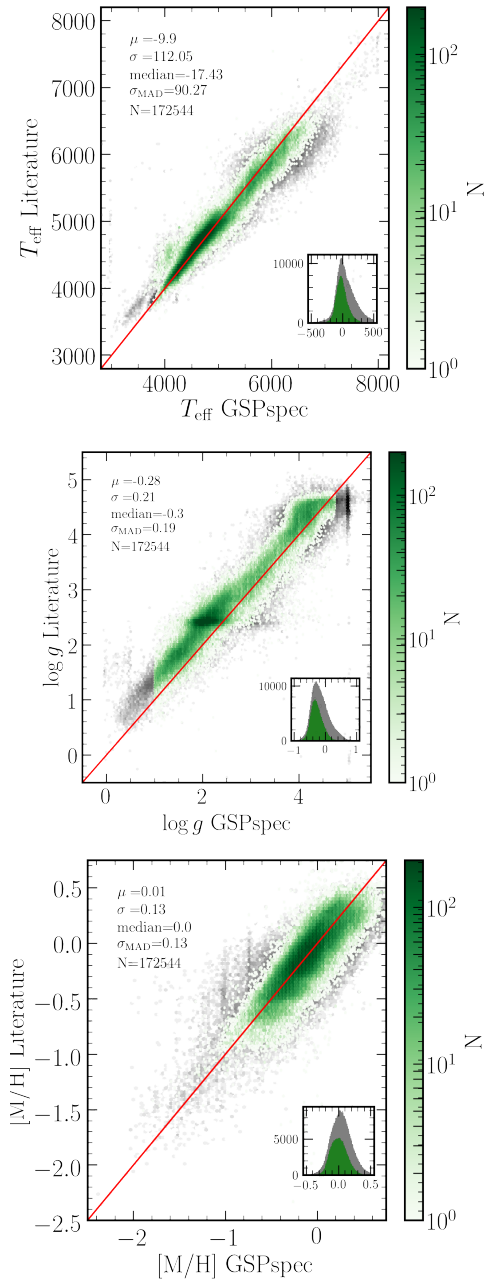 8000
7000
6000
5000
4000
3000
T_eff Literature
μ =-9.9
σ =112.05
median=-17.43
σ_MAD=90.27
N=172544
10000
0
−500 0 500
4000 6000 8000
T_eff GSPspec
10^2
10^1
10^0
N
5
4
3
2
1
0
log g Literature
μ =-0.28
σ =0.21
median=-0.3
σ_MAD=0.19
N=172544
10000
0
−1 0 1
0 2 4
log g GSPspec
10^2
10^1
10^0
N
0.5
0.0
−0.5
−1.0
−1.5
−2.0
−2.5
[M/H] Literature
μ =0.01
σ =0.13
median=0.0
σ_MAD=0.13
N=172544
5000
0
−0.5 0.0 0.5
−2 −1 0
[M/H] GSPspec
10^2
10^1
10^0
N